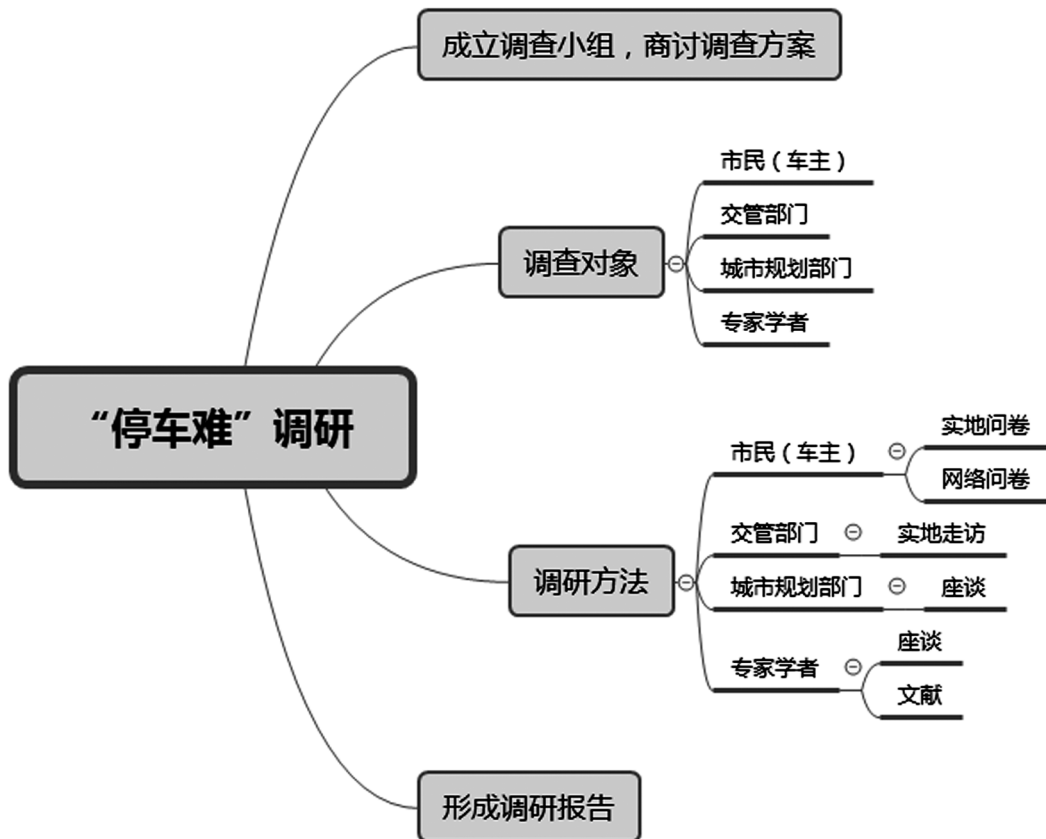 成立调查小组，商讨调查方案
市民（车主）
交管部门
调查对象
城市规划部门
专家学者
“停车难”调研
实地问卷
市民（车主）
网络问卷
交管部门
实地走访
调研方法
城市规划部门
座谈
座谈
专家学者
文献
形成调研报告